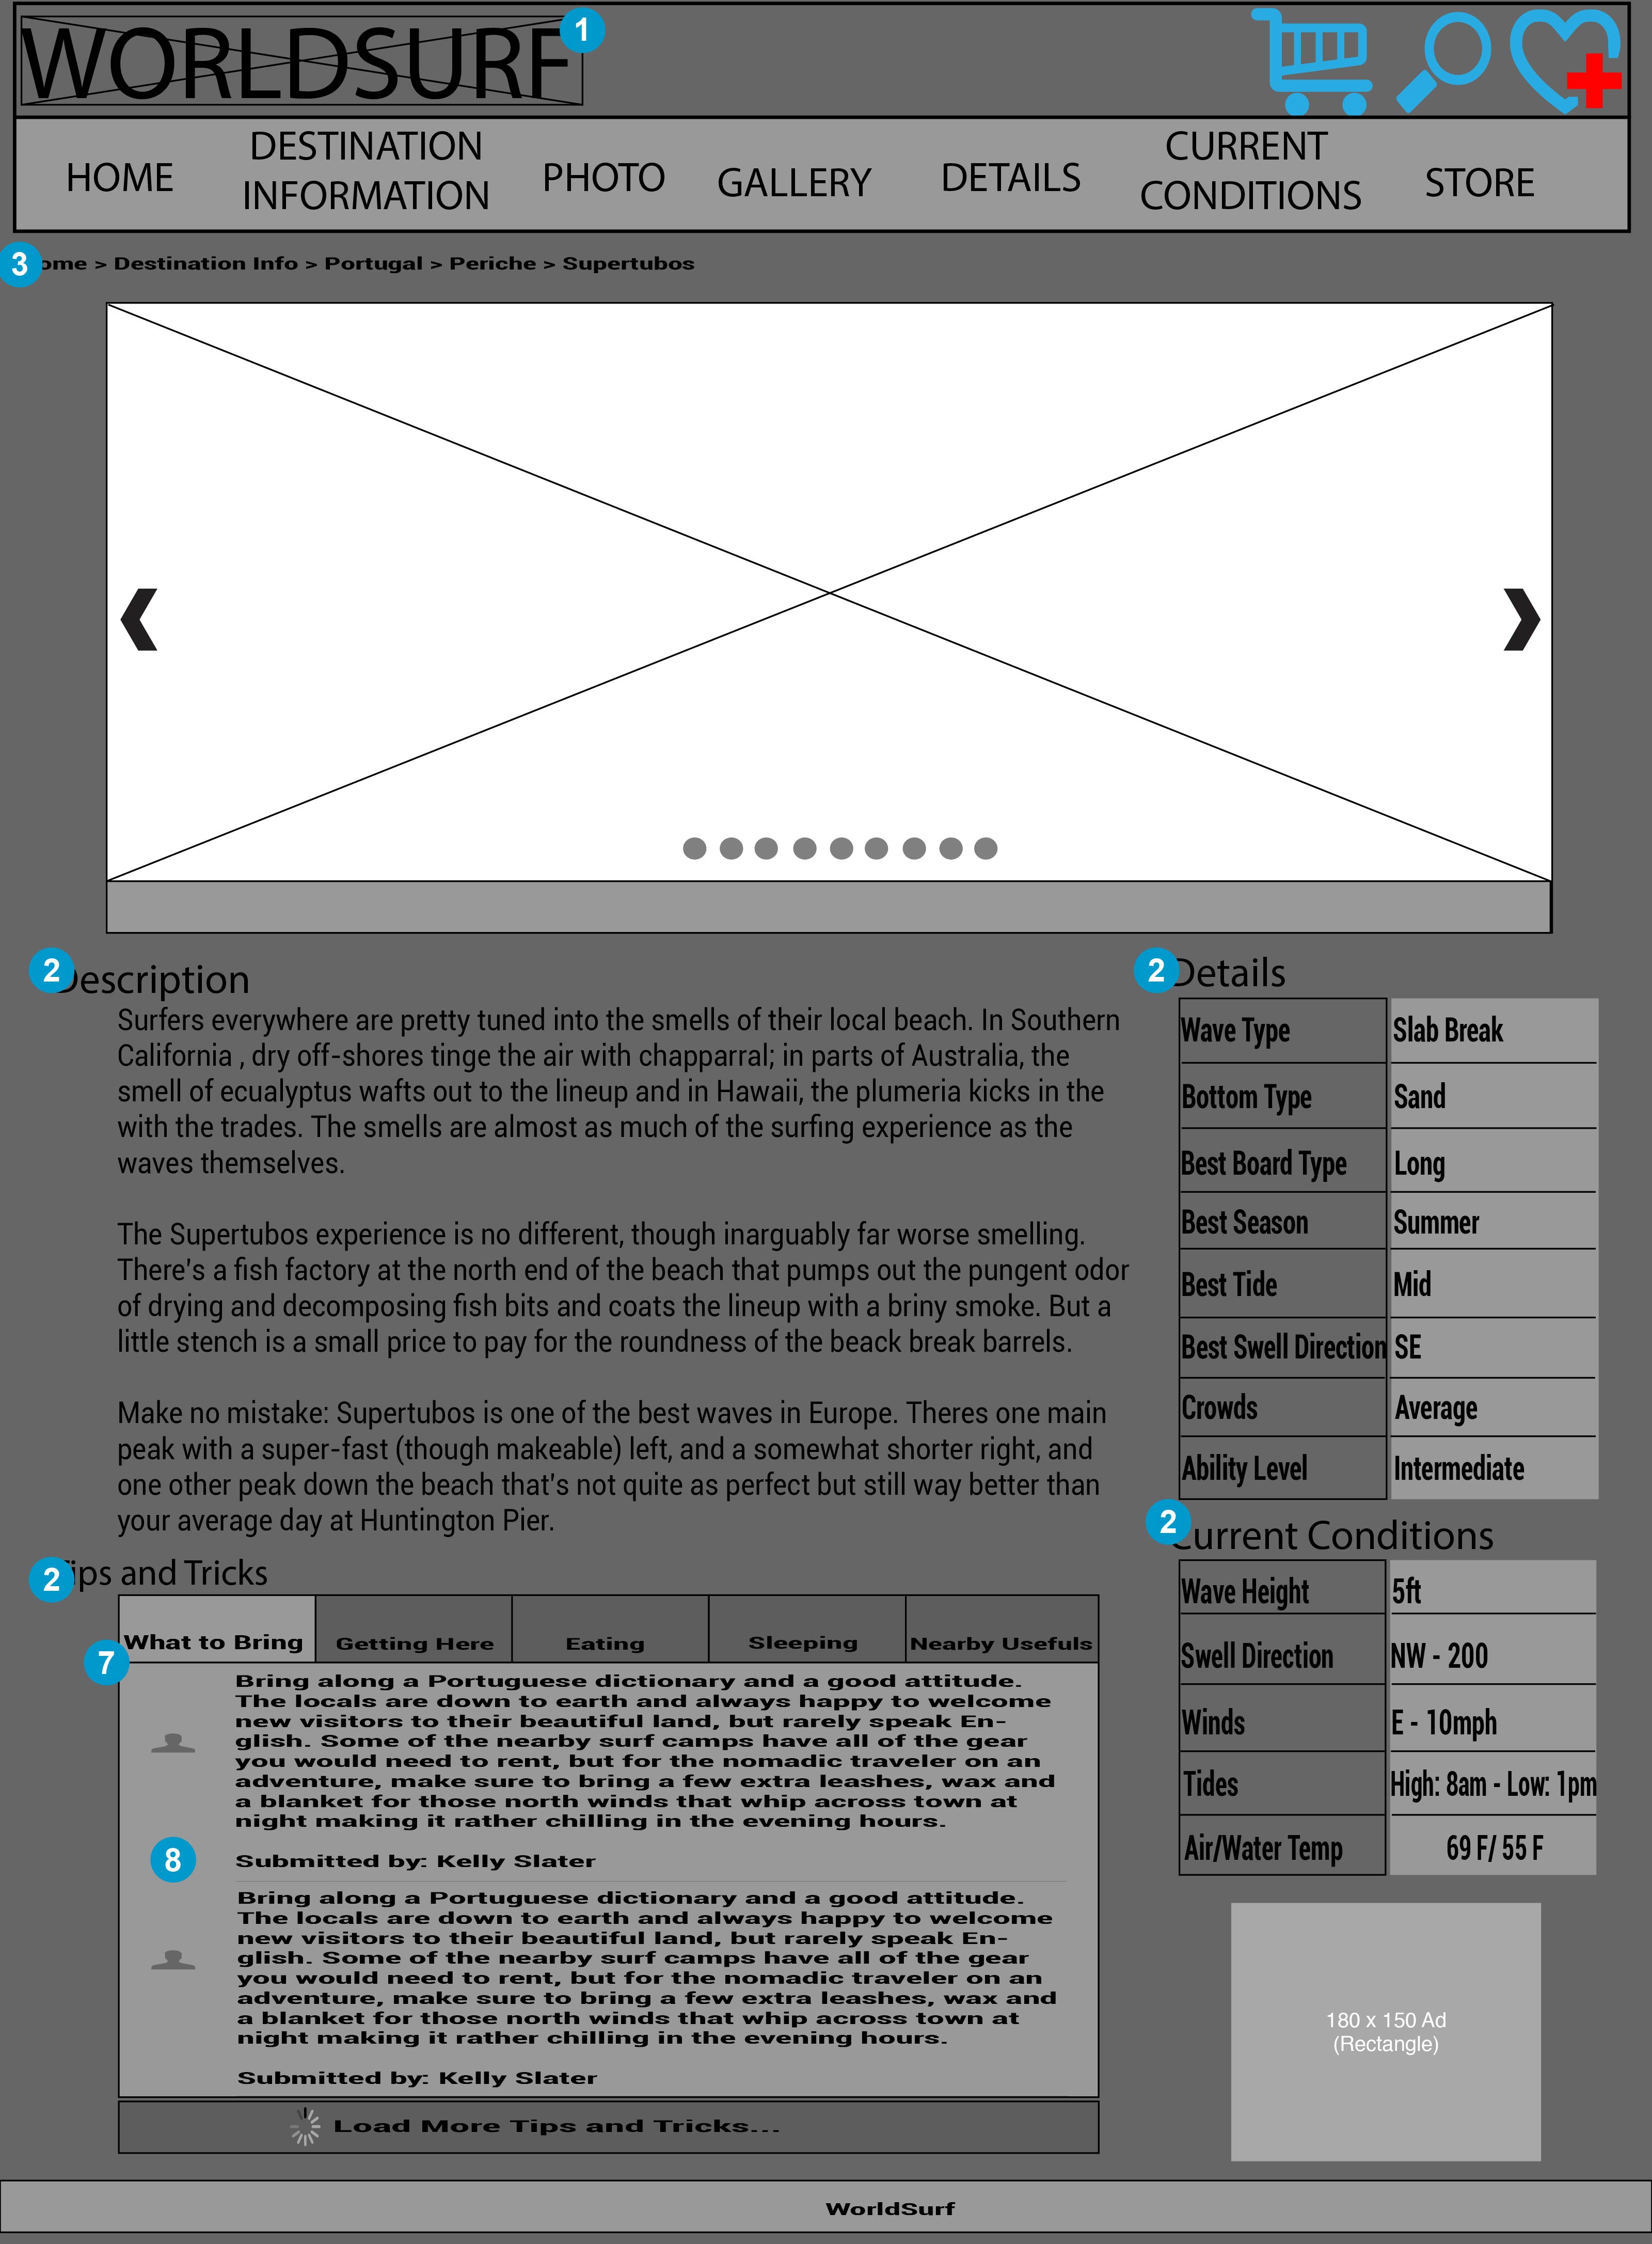 WORLDSURF
1
HOME
DESTINATION
INFORMATION
PHOTO
GALLERY
DETAILS
CURRENT
CONDITIONS
STORE
3
ome > Destination Info > Portugal > Periche > Supertubos
2
Description
Surfers everywhere are pretty tuned into the smells of their local beach. In Southern
California , dry off-shores tinge the air with chapparral; in parts of Australia, the
smell of ecualyptus wafts out to the lineup and in Hawaii, the plumeria kicks in the
with the trades. The smells are almost as much of the surfing experience as the
waves themselves.
The Supertubos experience is no different, though inarguably far worse smelling.
There's a fish factory at the north end of the beach that pumps out the pungent odor
of drying and decomposing fish bits and coats the lineup with a briny smoke. But a
little stench is a small price to pay for the roundness of the beack break barrels.
Make no mistake: Supertubos is one of the best waves in Europe. Theres one main
peak with a super-fast (though makeable) left, and a somewhat shorter right, and
one other peak down the beach that's not quite as perfect but still way better than
your average day at Huntington Pier.
2
Details
Wave Type Slab Break
Bottom Type Sand
Best Board Type Long
Best Season Summer
Best Tide Mid
Best Swell Direction SE
Crowds Average
Ability Level Intermediate
2
Current Conditions
Wave Height 5ft
Swell Direction NW - 200
Winds E - 10mph
Tides High: 8am - Low: 1pm
Air/Water Temp 69 F/ 55 F
2
Tips and Tricks
What to Bring
Getting Here
Eating
Sleeping
Nearby Usefuls
7
Bring along a Portuguese dictionary and a good attitude.
The locals are down to earth and always happy to welcome
new visitors to their beautiful land, but rarely speak En-
glish. Some of the nearby surf camps have all of the gear
you would need to rent, but for the nomadic traveler on an
adventure, make sure to bring a few extra leashes, wax and
a blanket for those north winds that whip across town at
night making it rather chilling in the evening hours.
8
Submitted by: Kelly Slater
Bring along a Portuguese dictionary and a good attitude.
The locals are down to earth and always happy to welcome
new visitors to their beautiful land, but rarely speak En-
glish. Some of the nearby surf camps have all of the gear
you would need to rent, but for the nomadic traveler on an
adventure, make sure to bring a few extra leashes, wax and
a blanket for those north winds that whip across town at
night making it rather chilling in the evening hours.
Submitted by: Kelly Slater
Load More Tips and Tricks...
180 x 150 Ad
(Rectangle)
WorldSurf